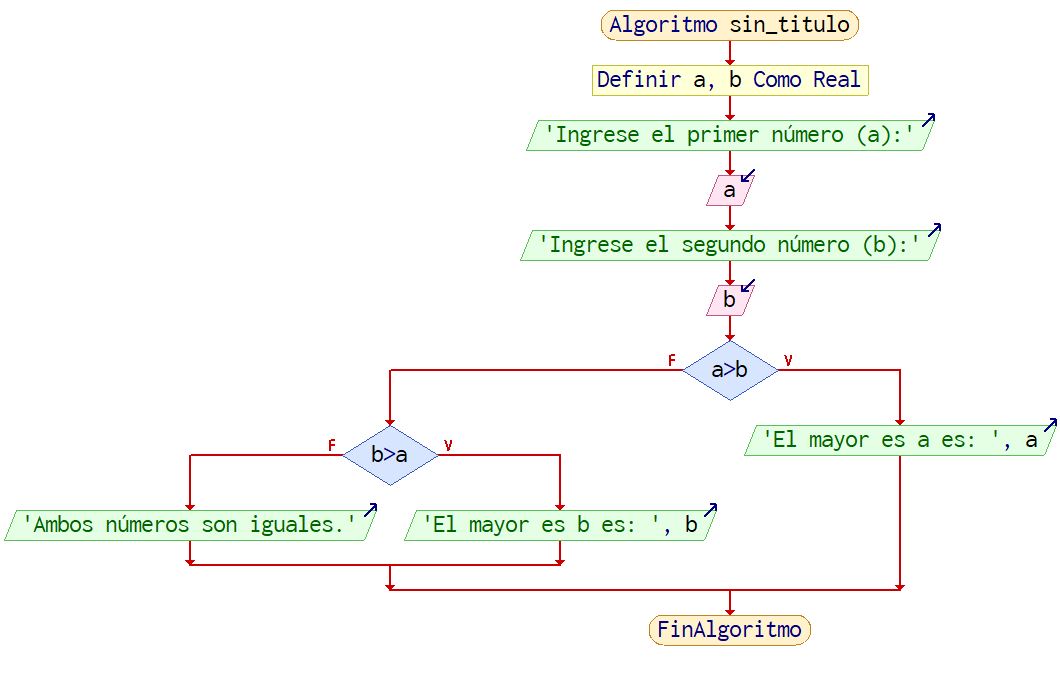 Algoritmo sin_titulo
Definir a, b Como Real
'Ingrese el primer número (a):'
a
'Ingrese el segundo número (b):'
b
F
a>b
V
'El mayor es a es: ', a
F
b>a
V
'Ambos números son iguales.'
'El mayor es b es: ', b
FinAlgoritmo